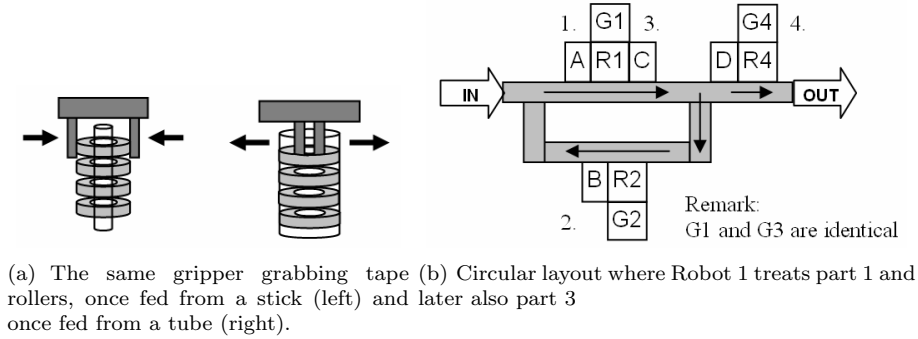 1. G1 3. G4 4.
A R1 C D R4
IN OUT
B R2
2. G2
Remark:
G1 and G3 are identical
(a) The same gripper grabbing tape
rollers, once fed from a stick (left) and
once fed from a tube (right).
(b) Circular layout where Robot 1 treats part 1 and
later also part 3